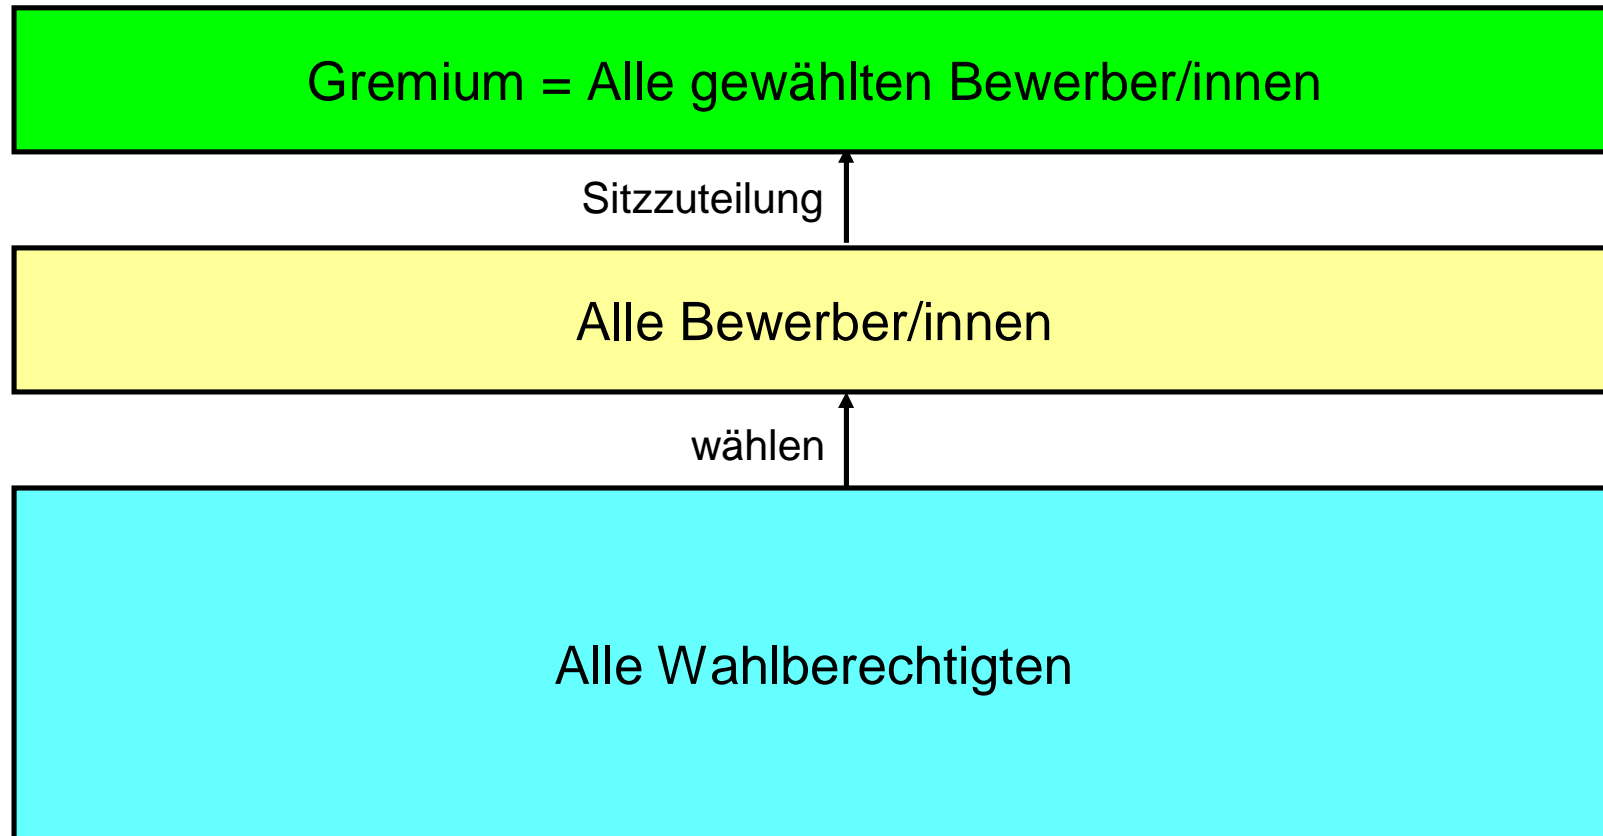 Gremium = Alle gewählten Bewerber/innen
Sitzzuteilung
Alle Bewerber/innen
wählen
Alle Wahlberechtigten